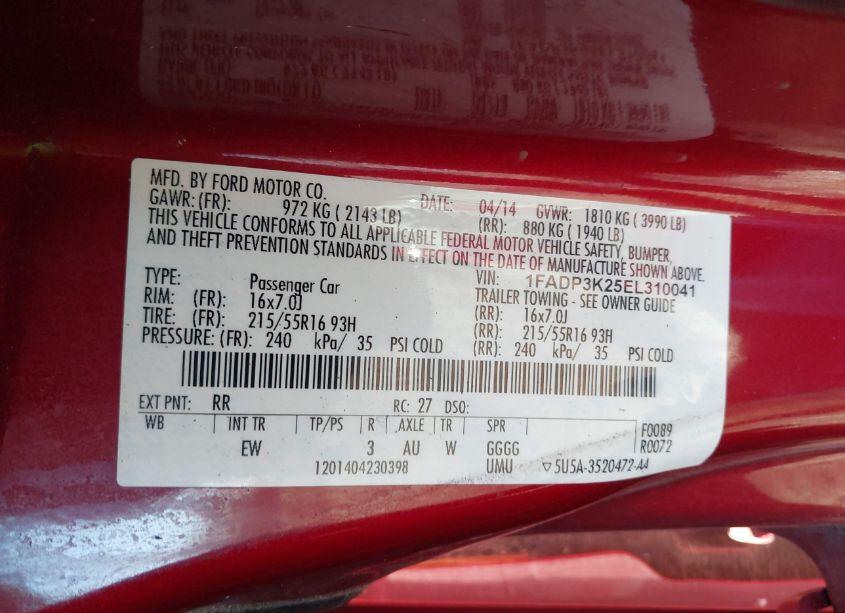 MFD. BY FORD MOTOR CO.
DATE: 04/14 GVWR: 1810 KG ( 3990 LB)
GAWR: (FR): 972 KG ( 2143 LB) (RR): 880 KG ( 1940 LB)
THIS VEHICLE CONFORMS TO ALL APPLICABLE FEDERAL MOTOR VEHICLE SAFETY, BUMPER,
AND THEFT PREVENTION STANDARDS IN EFFECT ON THE DATE OF MANUFACTURE SHOWN ABOVE.
VIN: 1FADP3K25EL310041
TYPE: Passenger Car TRAILER TOWING - SEE OWNER GUIDE
RIM: (FR): 16x7.0J (RR): 16x7.0J
TIRE: (FR): 215/55R16 93H (RR): 215/55R16 93H
PRESSURE: (FR): 240 kPa/ 35 PSI COLD (RR): 240 kPa/ 35 PSI COLD
EXT PNT: RR RC: 27 DSO:
WB INT TR TP/PS R AXLE TR SPR F0089
EW 3 AU W GGGG R0072
1201404230398 UMU ▽5U5A-3520472-AA